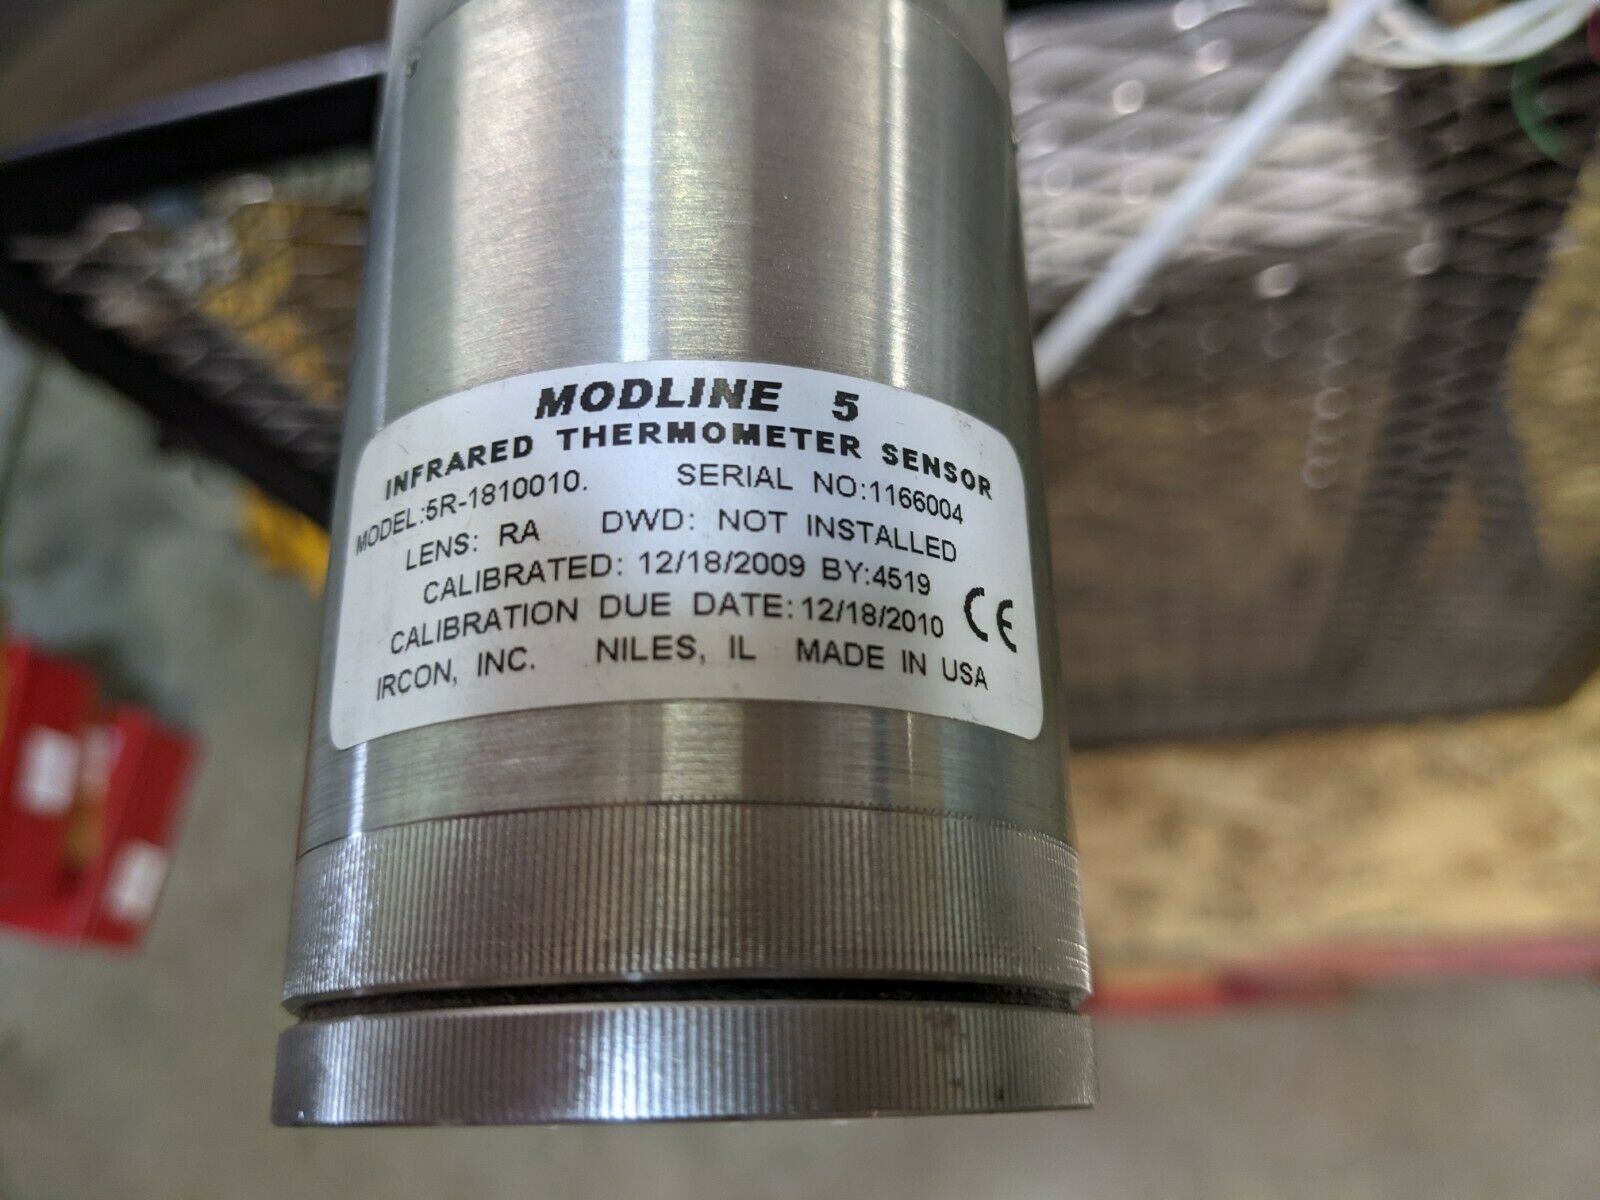 MODLINE 5
INFRARED THERMOMETER SENSOR
MODEL:5R-1810010. SERIAL NO:1166004
LENS: RA DWD: NOT INSTALLED
CALIBRATED: 12/18/2009 BY:4519
CALIBRATION DUE DATE:12/18/2010 CE
IRCON, INC. NILES, IL MADE IN USA